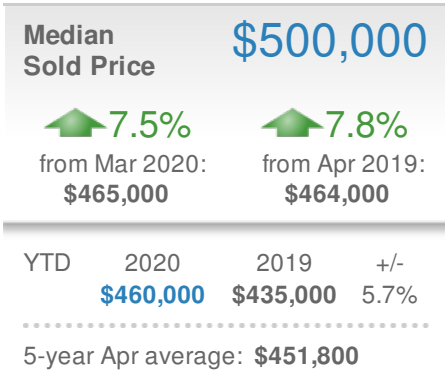 Median
Sold Price
$500,000
7.5%
from Mar 2020:
$465,000
7.8%
from Apr 2019:
$464,000
YTD 2020 2019 +/-
$460,000 $435,000 5.7%
5-year Apr average: $451,800